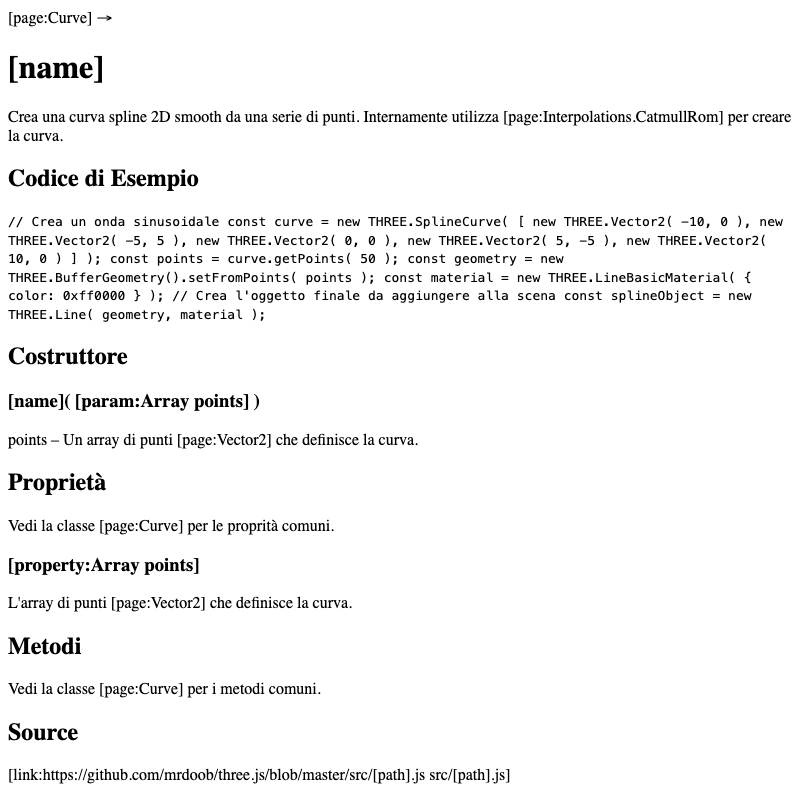 [page:Curve] →
[name]
Crea una curva spline 2D smooth da una serie di punti. Internamente utilizza [page:Interpolations.CatmullRom] per creare
la curva.
Codice di Esempio
// Crea un onda sinusoidale const curve = new THREE.SplineCurve( [ new THREE.Vector2( -10, 0 ), new
THREE.Vector2( -5, 5 ), new THREE.Vector2( 0, 0 ), new THREE.Vector2( 5, -5 ), new THREE.Vector2(
10, 0 ) ] ); const points = curve.getPoints( 50 ); const geometry = new
THREE.BufferGeometry().setFromPoints( points ); const material = new THREE.LineBasicMaterial( {
color: 0xff0000 } ); // Crea l'oggetto finale da aggiungere alla scena const splineObject = new
THREE.Line( geometry, material );
Costruttore
[name]( [param:Array points] )
points – Un array di punti [page:Vector2] che definisce la curva.
Proprietà
Vedi la classe [page:Curve] per le proprità comuni.
[property:Array points]
L'array di punti [page:Vector2] che definisce la curva.
Metodi
Vedi la classe [page:Curve] per i metodi comuni.
Source
[link:https://github.com/mrdoob/three.js/blob/master/src/[path].js src/[path].js]